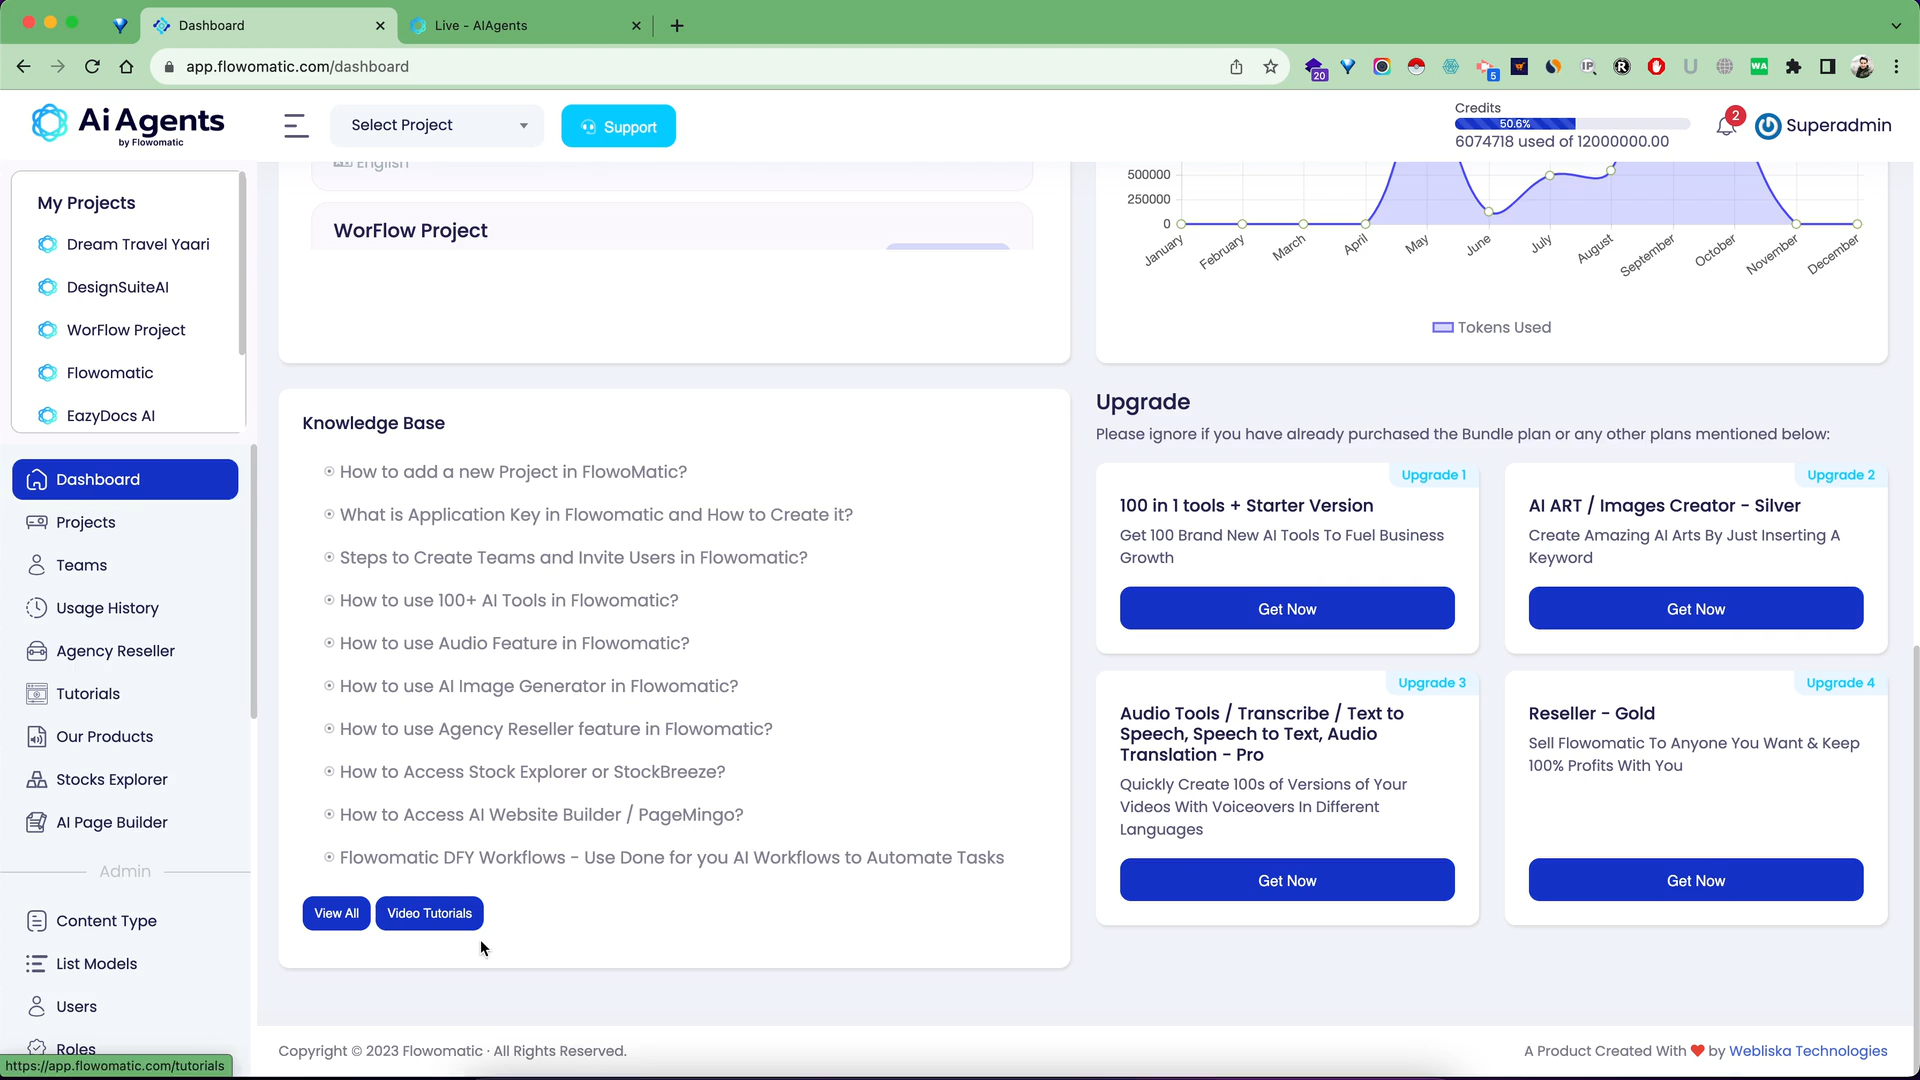 Dashboard
Live - AIAgents
app.flowomatic.com/dashboard
20
5
IP
R
U
WA
Ai Agents
by Flowomatic
Select Project
Support
Credits
50.6%
6074718 used of 12000000.00
2
Superadmin
My Projects
Dream Travel Yaari
DesignSuiteAI
WorFlow Project
Flowomatic
EazyDocs AI
Dashboard
Projects
Teams
Usage History
Agency Reseller
Tutorials
Our Products
Stocks Explorer
AI Page Builder
Admin
Content Type
List Models
Users
Roles
https://app.flowomatic.com/tutorials
English
WorFlow Project
500000
250000
0
January
February
March
April
May
June
July
August
September
October
November
December
Tokens Used
Knowledge Base
How to add a new Project in FlowoMatic?
What is Application Key in Flowomatic and How to Create it?
Steps to Create Teams and Invite Users in Flowomatic?
How to use 100+ AI Tools in Flowomatic?
How to use Audio Feature in Flowomatic?
How to use AI Image Generator in Flowomatic?
How to use Agency Reseller feature in Flowomatic?
How to Access Stock Explorer or StockBreeze?
How to Access AI Website Builder / PageMingo?
Flowomatic DFY Workflows - Use Done for you AI Workflows to Automate Tasks
View All
Video Tutorials
Upgrade
Please ignore if you have already purchased the Bundle plan or any other plans mentioned below:
Upgrade 1
100 in 1 tools + Starter Version
Get 100 Brand New AI Tools To Fuel Business
Growth
Get Now
Upgrade 2
AI ART / Images Creator - Silver
Create Amazing AI Arts By Just Inserting A
Keyword
Get Now
Upgrade 3
Audio Tools / Transcribe / Text to
Speech, Speech to Text, Audio
Translation - Pro
Quickly Create 100s of Versions of Your
Videos With Voiceovers In Different
Languages
Get Now
Upgrade 4
Reseller - Gold
Sell Flowomatic To Anyone You Want & Keep
100% Profits With You
Get Now
Copyright © 2023 Flowomatic · All Rights Reserved.
A Product Created With ❤ by Webliska Technologies